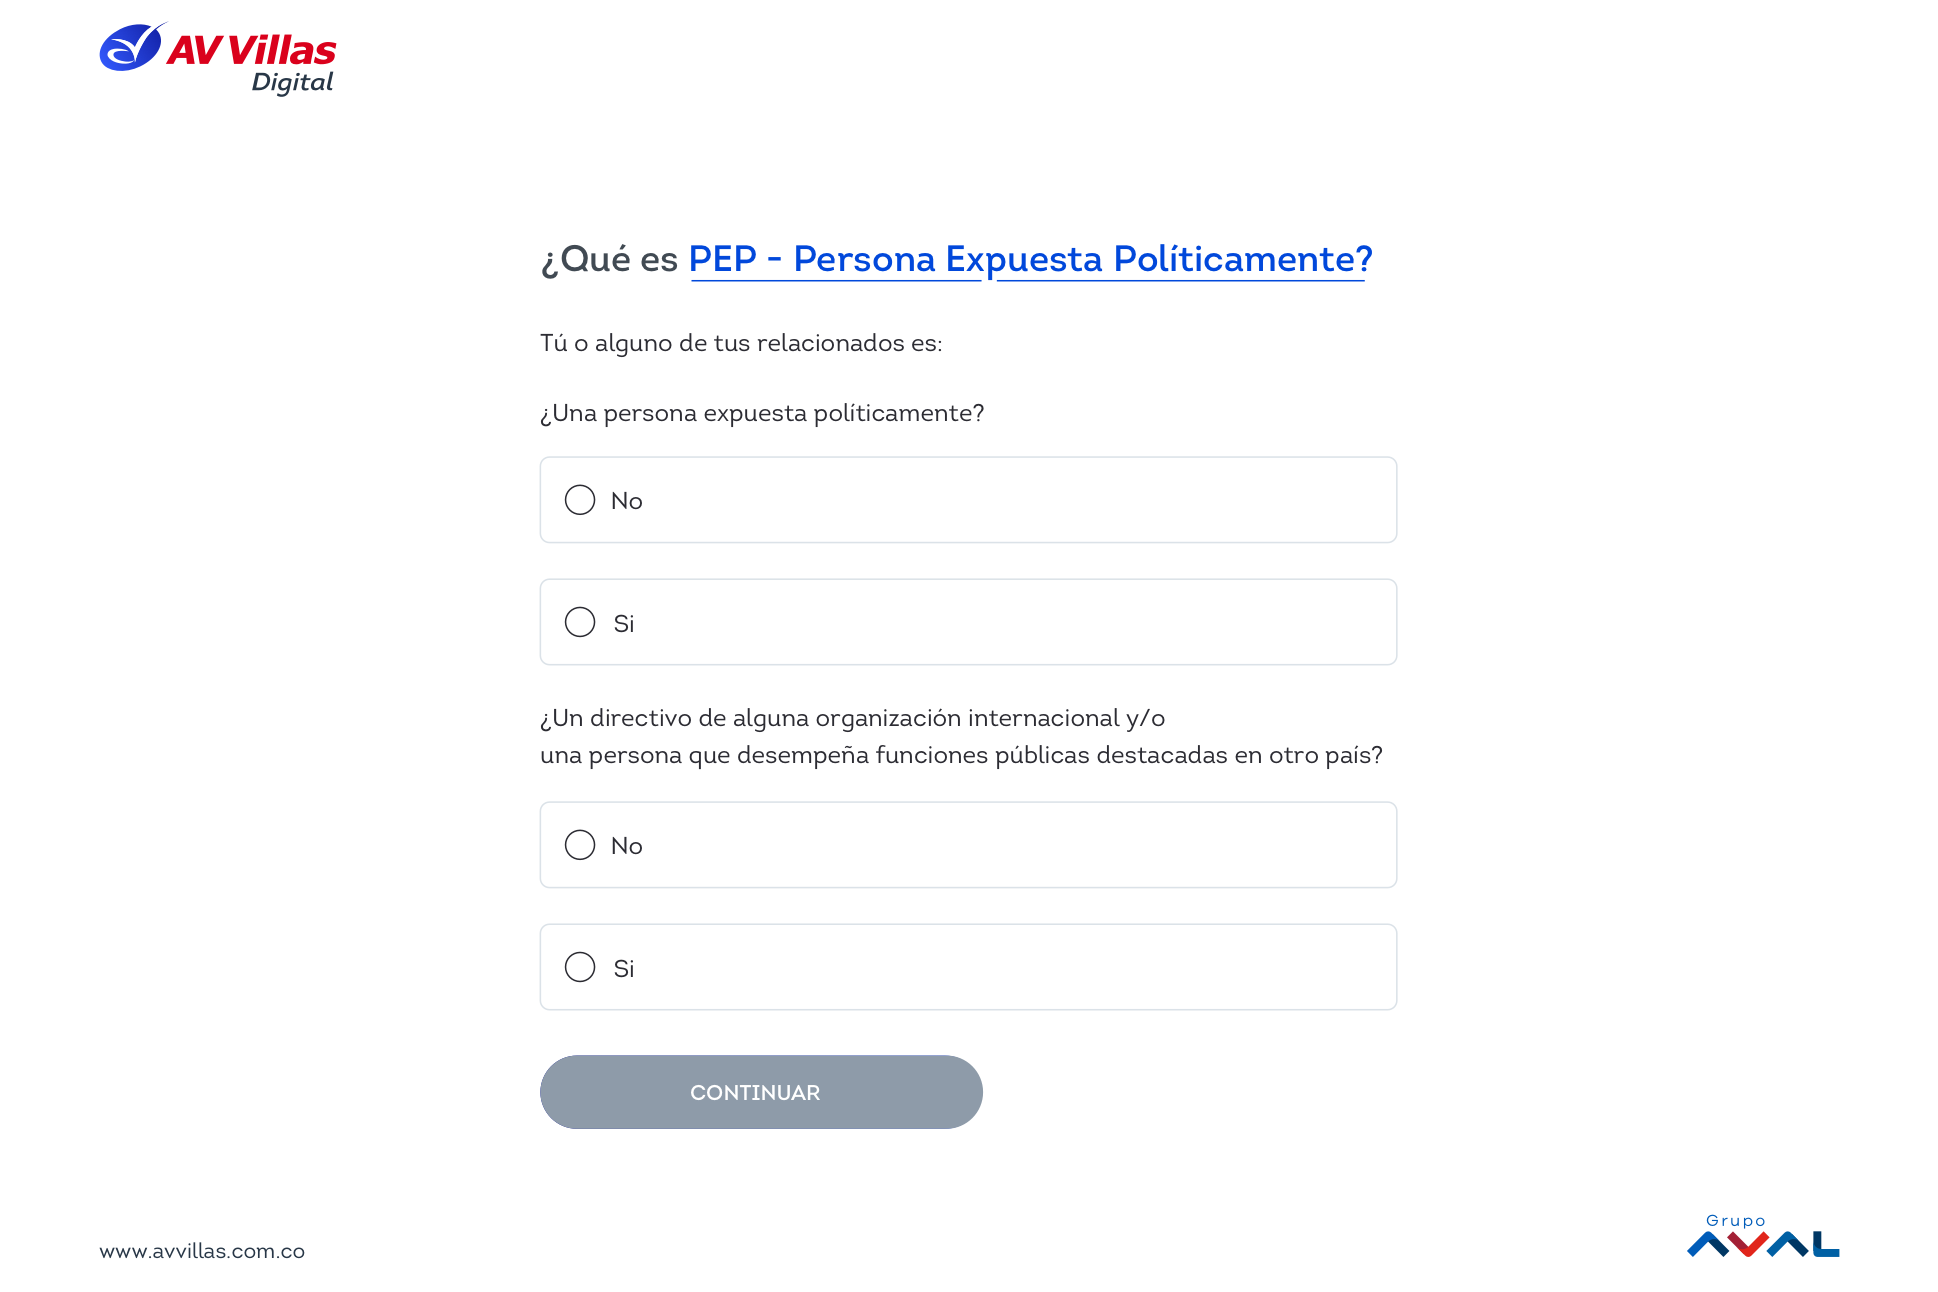 AV Villas
Digital
¿Qué es PEP - Persona Expuesta Políticamente?
Tú o alguno de tus relacionados es:
¿Una persona expuesta políticamente?
No
Si
¿Un directivo de alguna organización internacional y/o
una persona que desempeña funciones públicas destacadas en otro país?
No
Si
CONTINUAR
www.avvillas.com.co
Grupo
AVAL